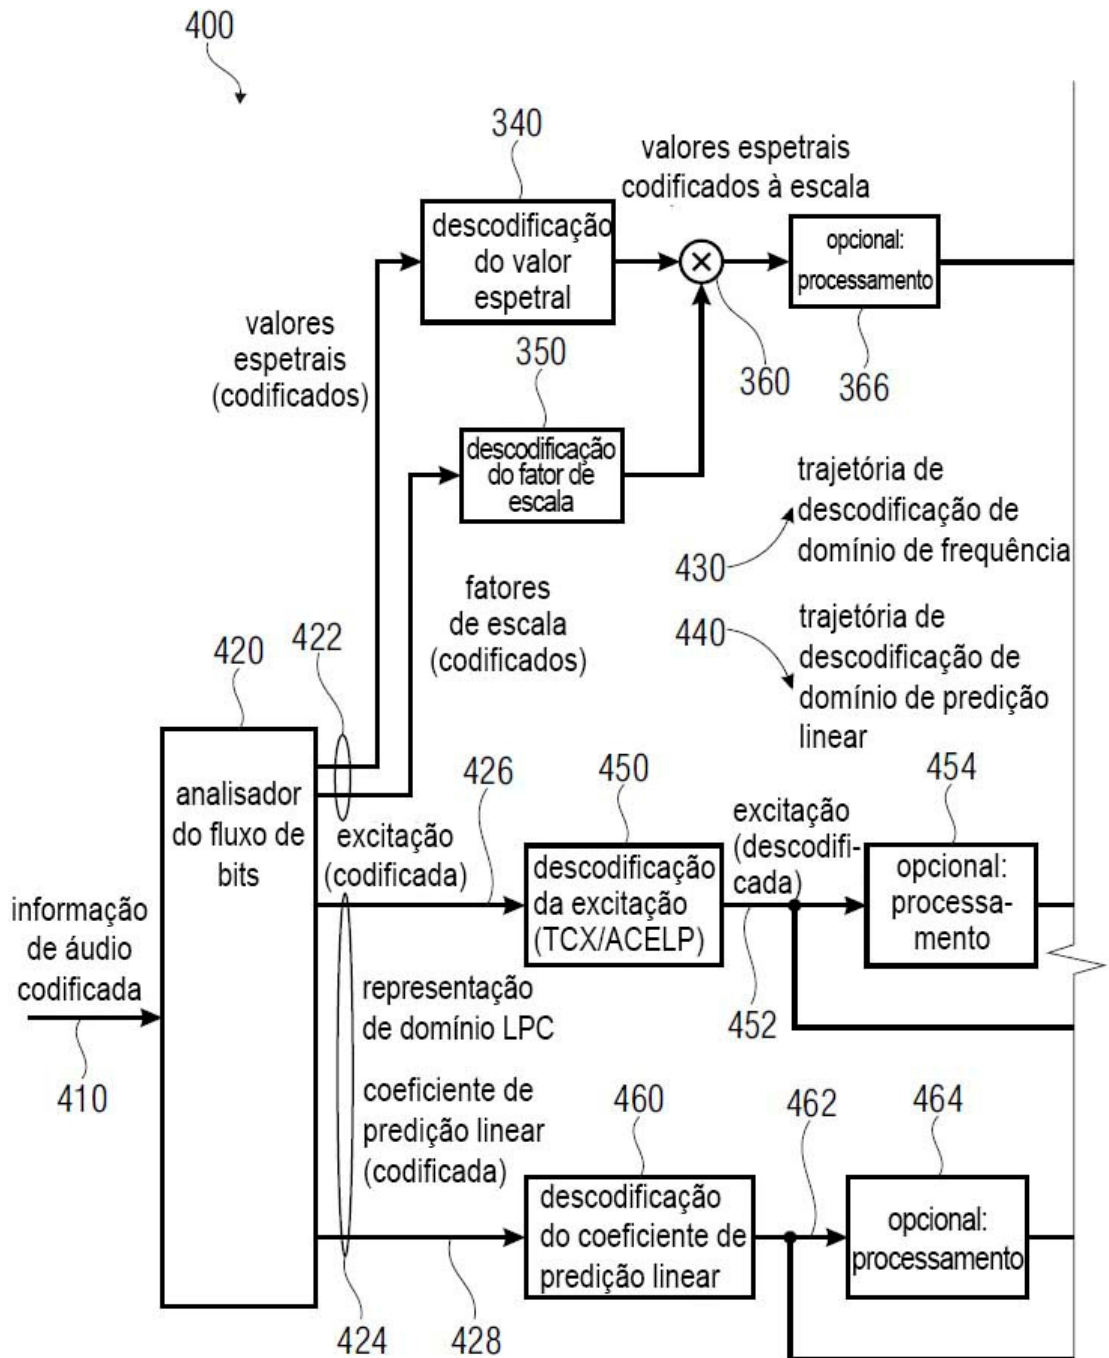 400
340
valores espetrais
codificados à escala
descodificação
do valor
espetral
opcional:
processamento
valores
espetrais
(codificados)
350
360
366
descodificação
do fator de
escala
trajetória de
descodificação de
domínio de frequência
430
fatores
de escala
(codificados)
440
trajetória de
descodificação de
domínio de predição
linear
420
422
analisador
do fluxo de
bits
426
450
454
excitação
(codificada)
descodificação
da excitação
(TCX/ACELP)
excitação
(descodifi-
cada)
opcional:
processa-
mento
informação
de áudio
codificada
410
representação
de domínio LPC
452
coeficiente de
predição linear
(codificada)
460
462
464
descodificação
do coeficiente de
predição linear
opcional:
processamento
424
428